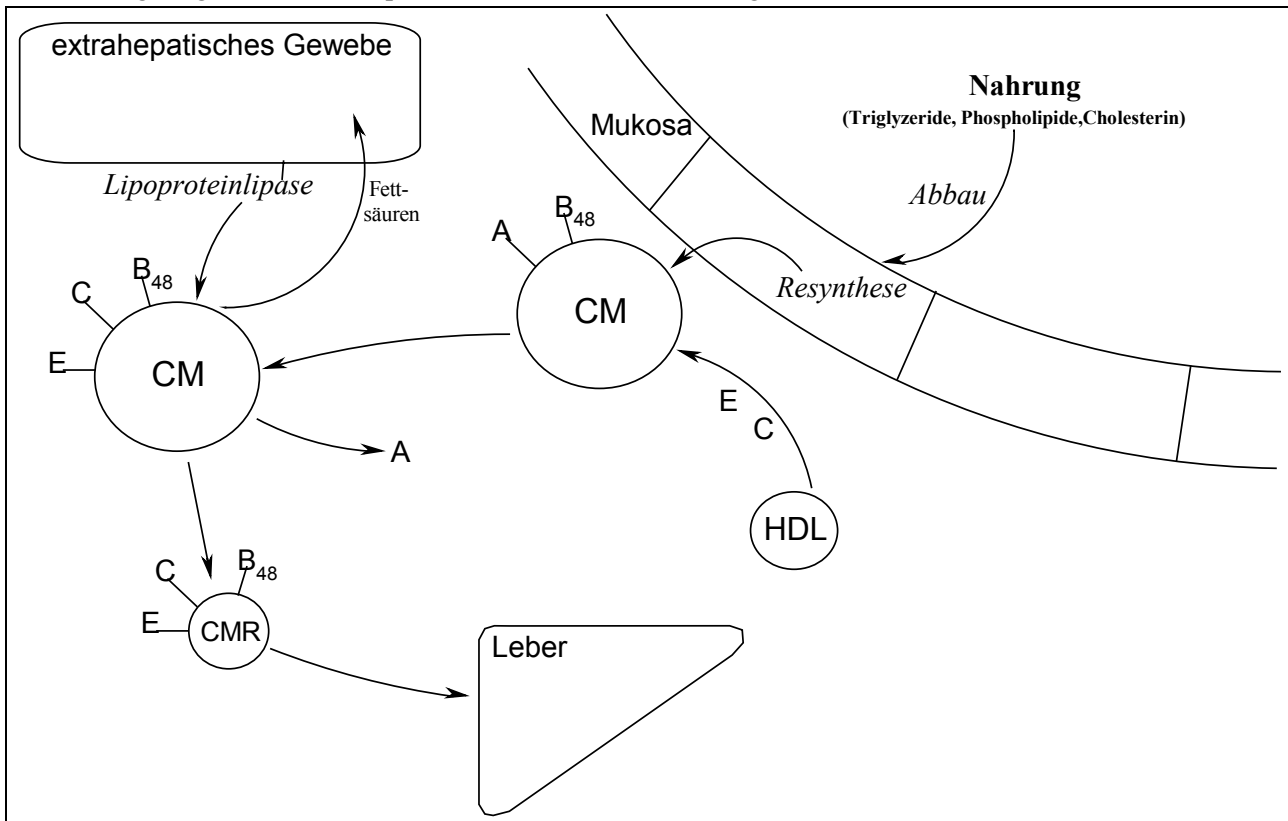 extrahepatisches Gewebe
Nahrung
(Triglyzeride, Phospholipide,Cholesterin)
Mukosa
Lipoproteinlipase
Fett-
säuren
Abbau
A
B48
Resynthese
CM
C
B48
E
CM
E
C
A
HDL
C
B48
E
CMR
Leber